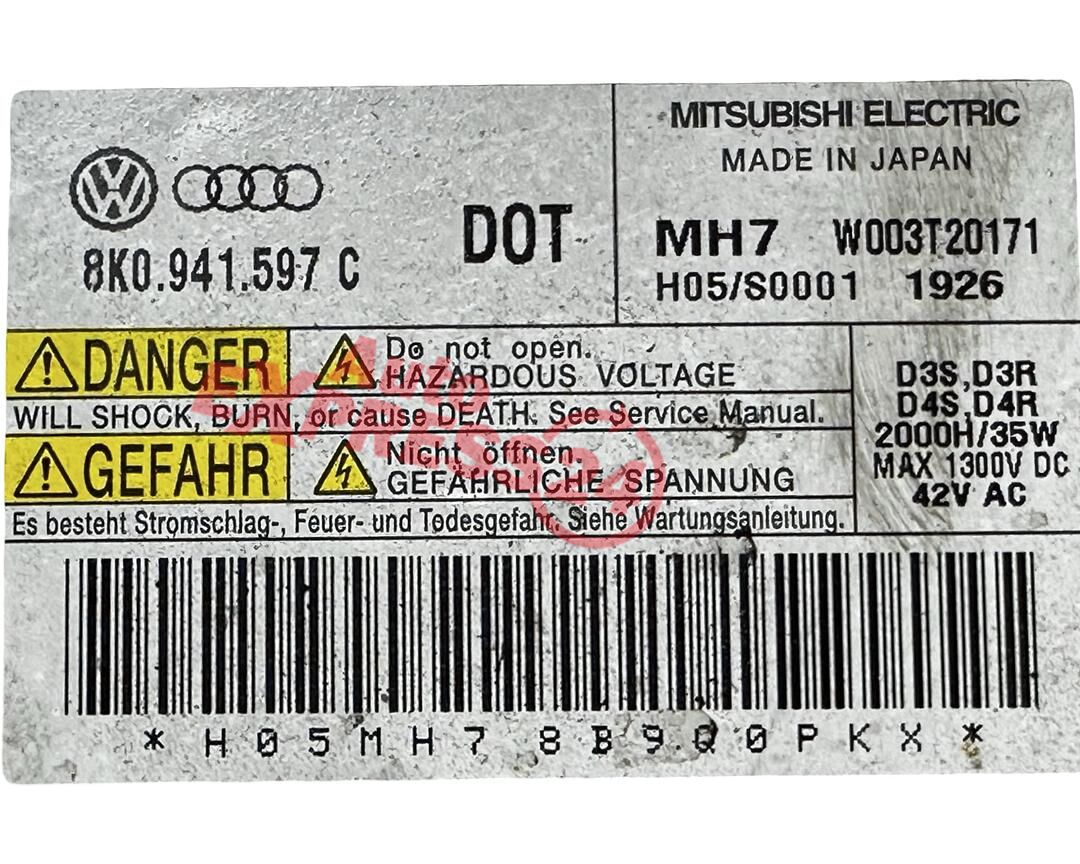 MITSUBISHI ELECTRIC
MADE IN JAPAN
8K0.941.597 C
DOT
MH7 W003T20171
H05/S0001 1926
DANGER
Do not open.
HAZARDOUS VOLTAGE
WILL SHOCK, BURN, or cause DEATH. See Service Manual.
GEFAHR
Nicht öffnen.
GEFÄHRLICHE SPANNUNG
Es besteht Stromschlag-, Feuer- und Todesgefahr. Siehe Wartungsanleitung.
D3S,D3R
D4S,D4R
2000H/35W
MAX 1300V DC
42V AC
*H05MH78B9Q0PKX*
Auto
EXPRESS24